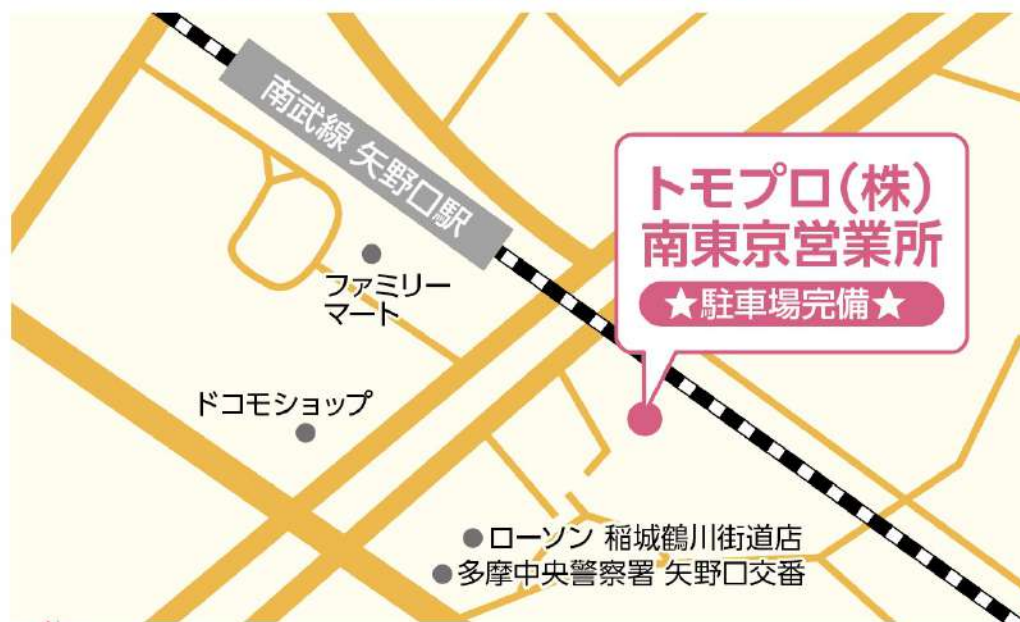 南武線 矢野口駅
トモプロ(株)
南東京営業所
★駐車場完備★
ファミリー
マート
ドコモショップ
ローソン 稲城鶴川街道店
多摩中央警察署 矢野口交番